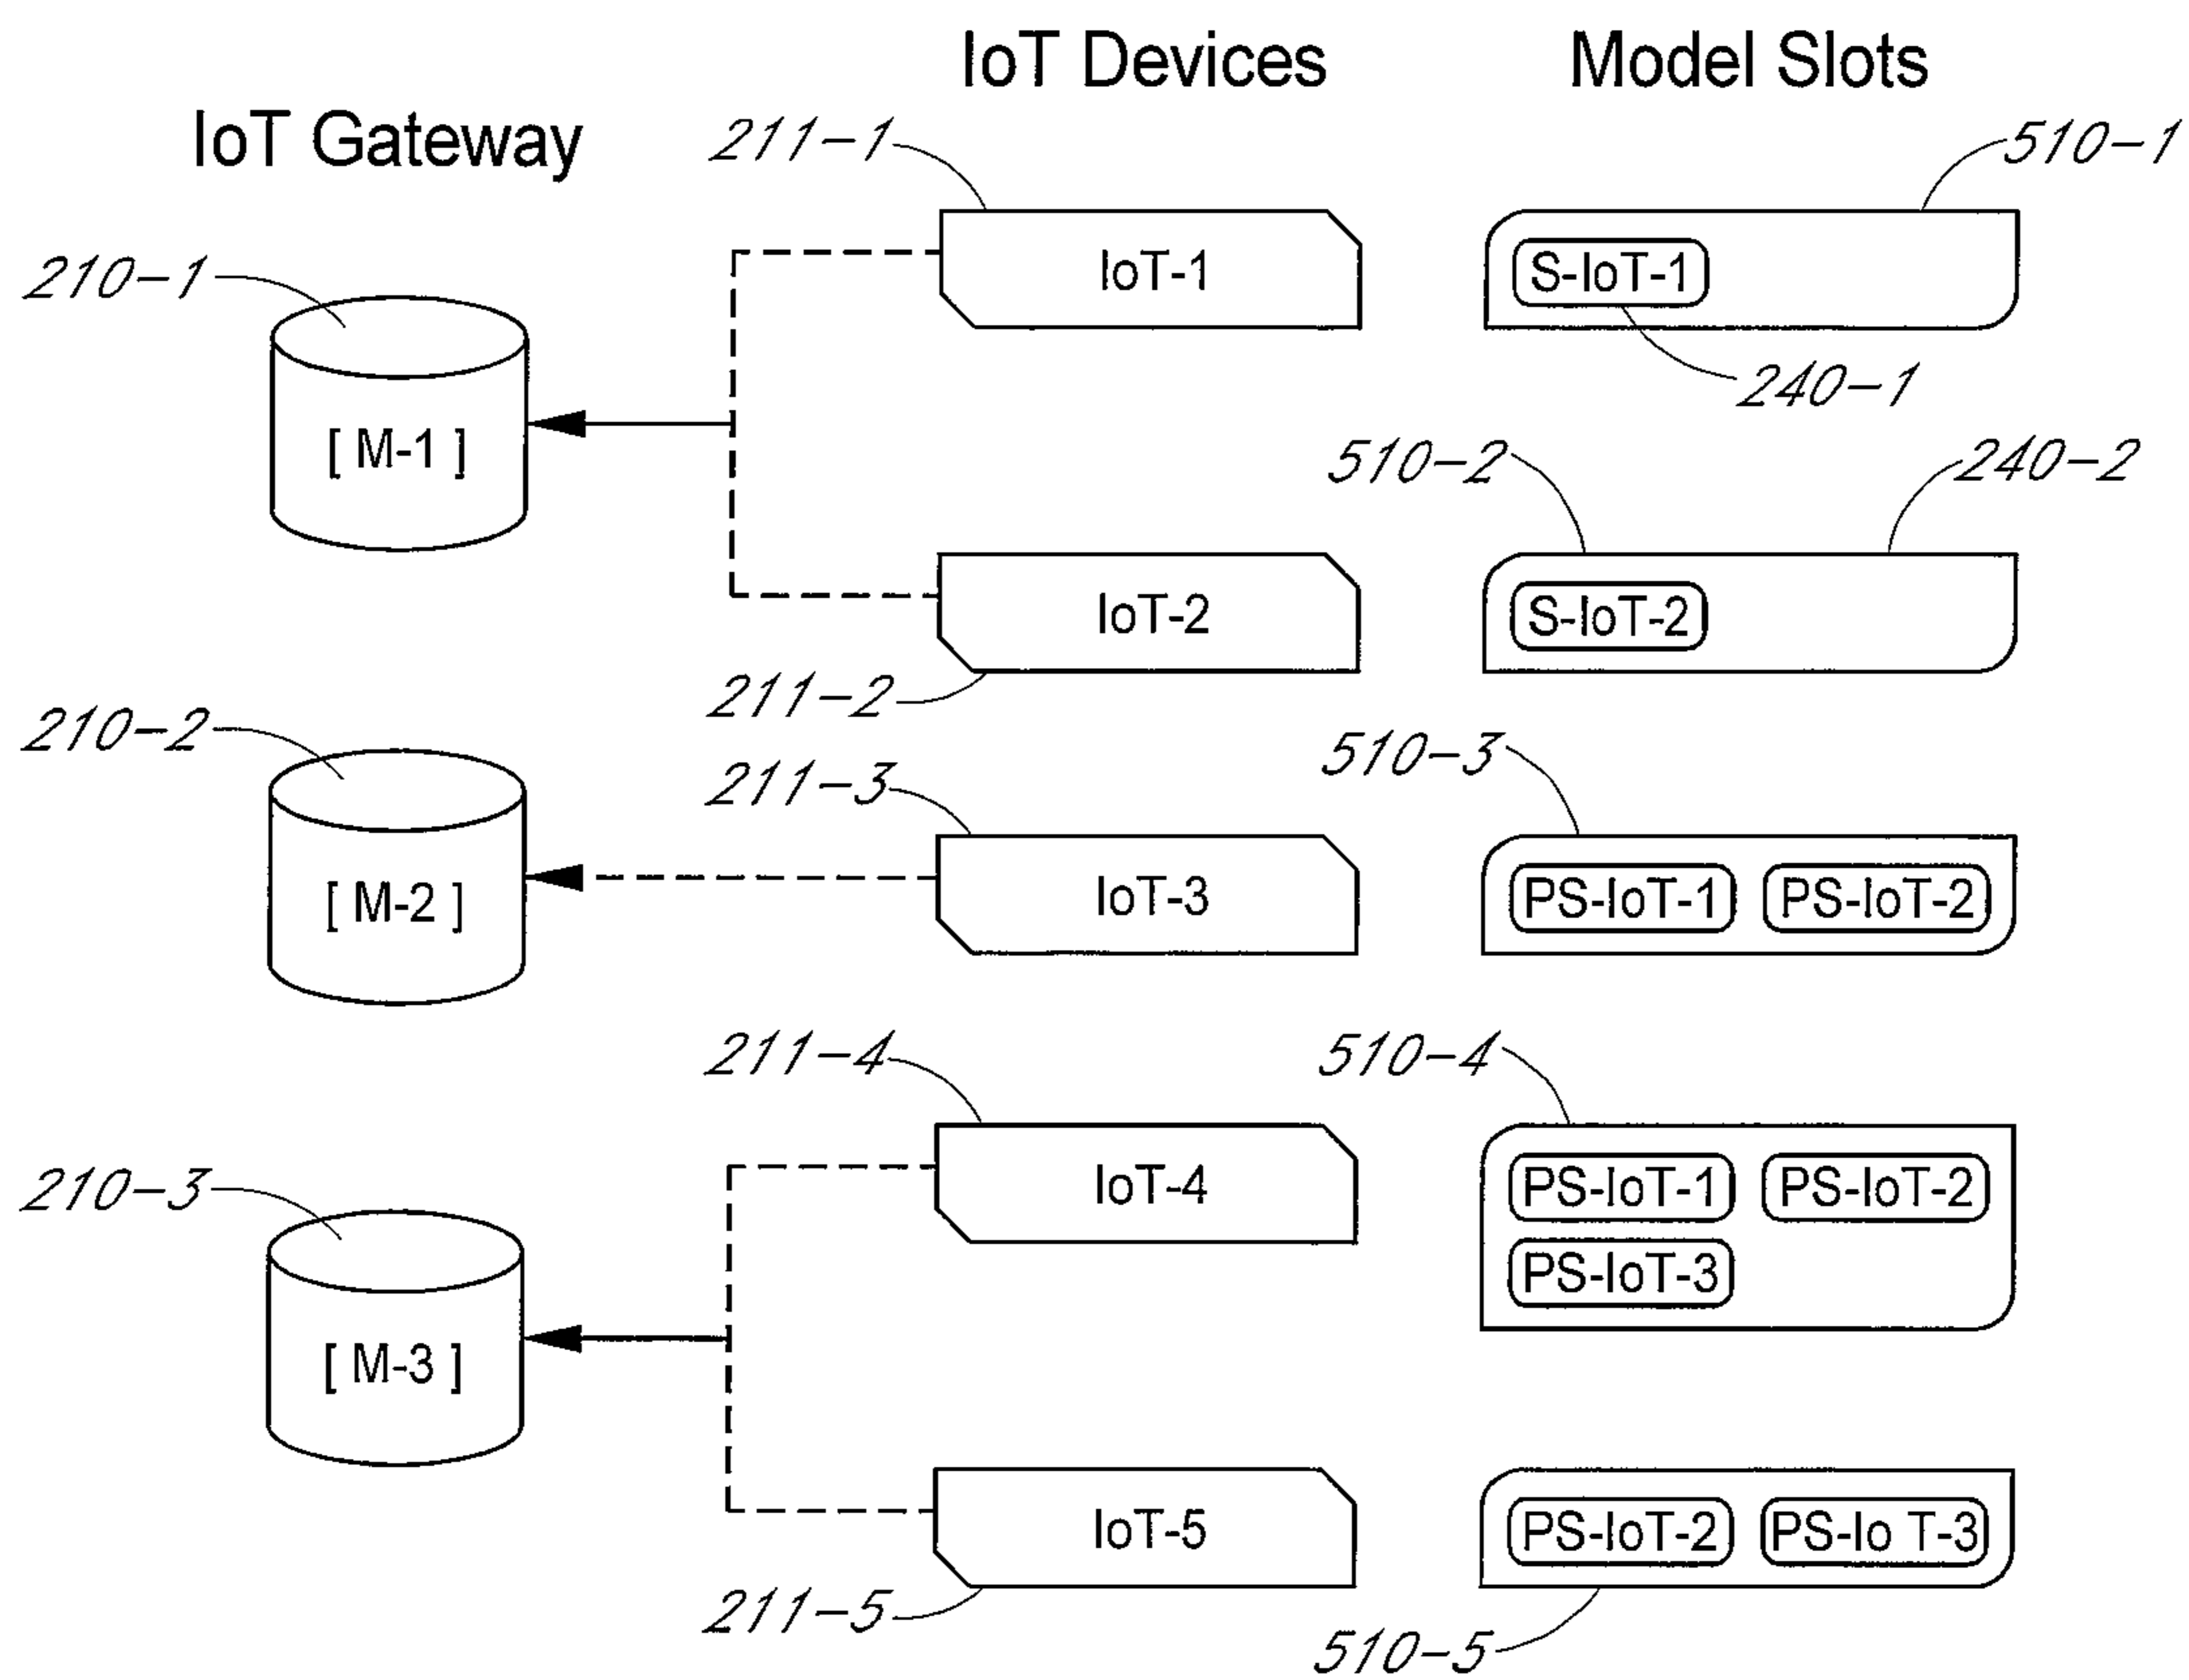 IoT Devices
Model Slots
IoT Gateway
211-1
510-1
210-1
IoT-1
S-IoT-1
240-1
[ M-1 ]
510-2
240-2
IoT-2
S-IoT-2
211-2
210-2
211-3
510-3
[ M-2 ]
IoT-3
PS-IoT-1
PS-IoT-2
211-4
510-4
210-3
IoT-4
PS-IoT-1
PS-IoT-2
PS-IoT-3
[ M-3 ]
IoT-5
PS-IoT-2
PS-Io T-3
211-5
510-5